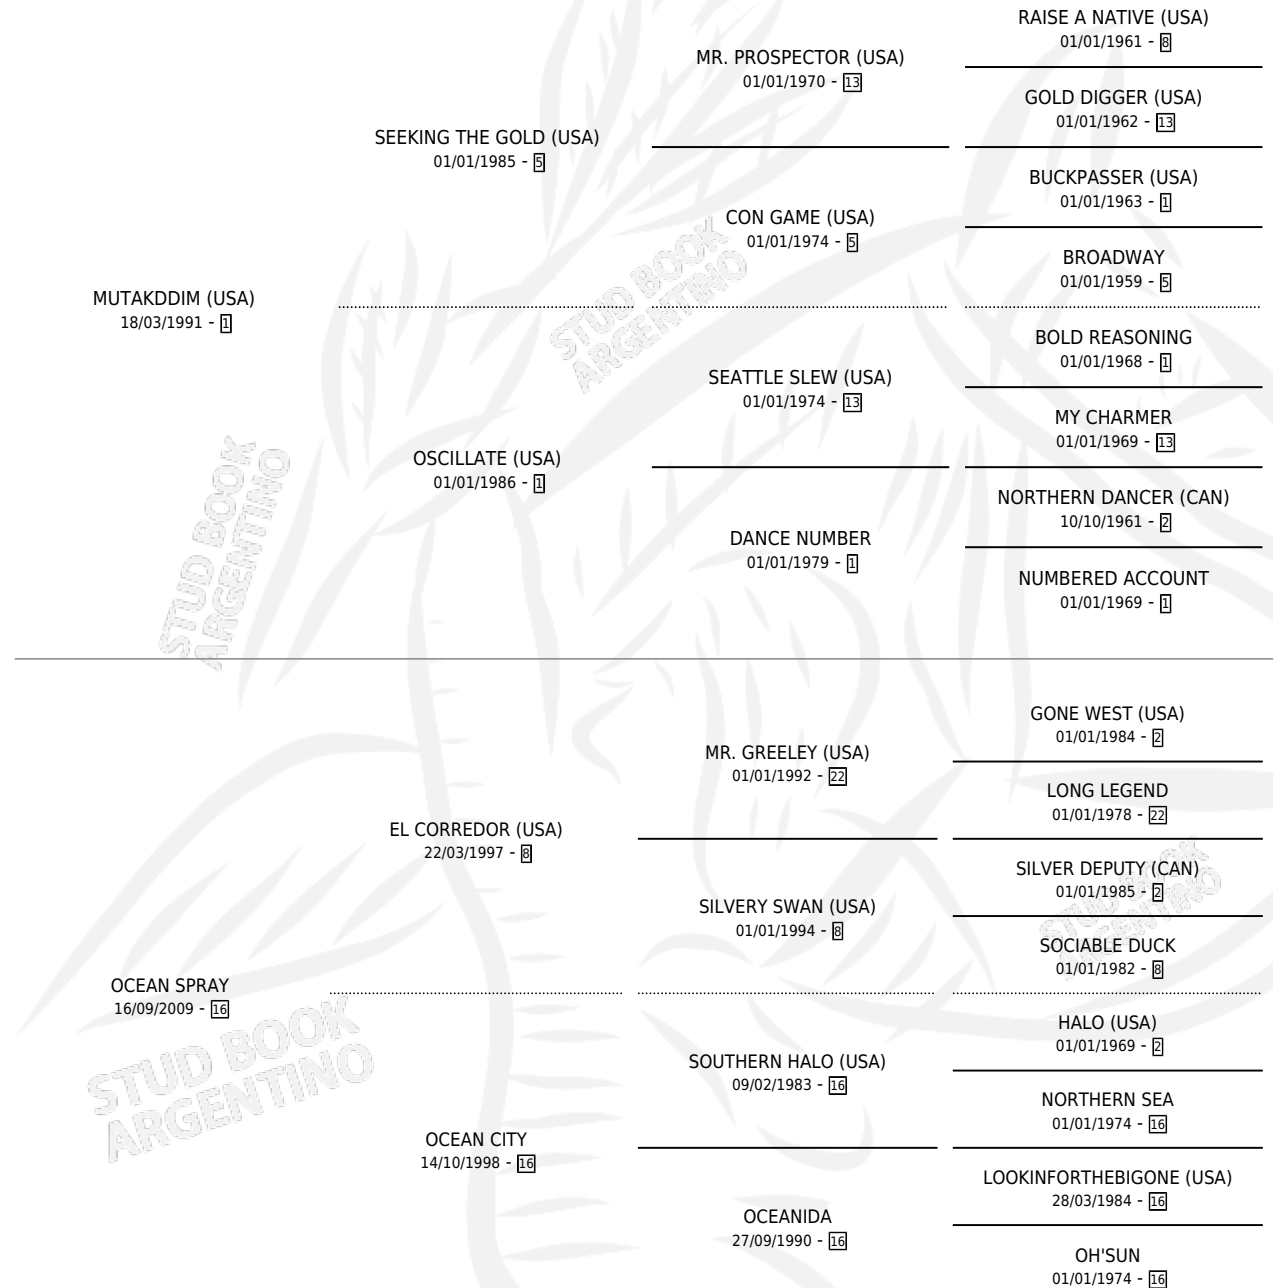 RAISE A NATIVE (USA)
01/01/1961 - 8
MR. PROSPECTOR (USA)
01/01/1970 - 13
GOLD DIGGER (USA)
01/01/1962 - 13
SEEKING THE GOLD (USA)
01/01/1985 - 5
BUCKPASSER (USA)
01/01/1963 - 1
CON GAME (USA)
01/01/1974 - 5
BROADWAY
01/01/1959 - 5
MUTAKDDIM (USA)
18/03/1991 - 1
BOLD REASONING
01/01/1968 - 1
SEATTLE SLEW (USA)
01/01/1974 - 13
MY CHARMER
01/01/1969 - 13
OSCILLATE (USA)
01/01/1986 - 1
NORTHERN DANCER (CAN)
10/10/1961 - 2
DANCE NUMBER
01/01/1979 - 1
NUMBERED ACCOUNT
01/01/1969 - 1
GONE WEST (USA)
01/01/1984 - 2
MR. GREELEY (USA)
01/01/1992 - 22
LONG LEGEND
01/01/1978 - 22
EL CORREDOR (USA)
22/03/1997 - 8
SILVER DEPUTY (CAN)
01/01/1985 - 2
SILVERY SWAN (USA)
01/01/1994 - 8
SOCIABLE DUCK
01/01/1982 - 8
OCEAN SPRAY
16/09/2009 - 16
HALO (USA)
01/01/1969 - 2
SOUTHERN HALO (USA)
09/02/1983 - 16
NORTHERN SEA
01/01/1974 - 16
OCEAN CITY
14/10/1998 - 16
LOOKINFORTHEBIGONE (USA)
28/03/1984 - 16
OCEANIDA
27/09/1990 - 16
OH'SUN
01/01/1974 - 16
STUD BOOK
ARGENTINO
STUD BOOK
ARGENTINO
STUD BOOK
ARGENTINO
STUD BOOK
ARGENTINO